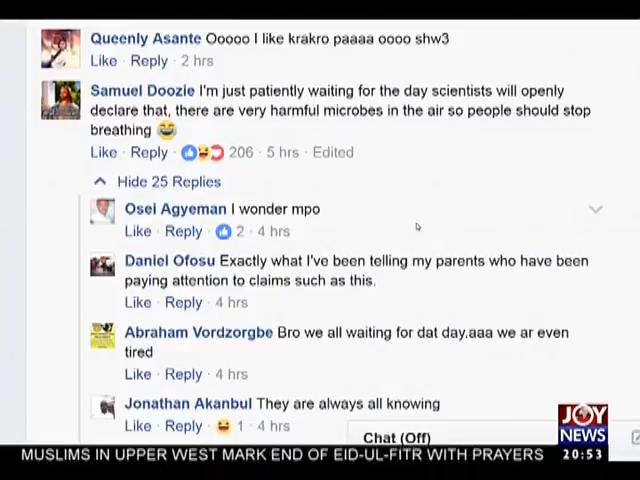 Queenly Asante Ooooo I like krakro paaaa oooo shw3
Like · Reply · 2 hrs
Samuel Doozie I'm just patiently waiting for the day scientists will openly
declare that, there are very harmful microbes in the air so people should stop
breathing 😂
Like · Reply · 206 · 5 hrs · Edited
Hide 25 Replies
Osei Agyeman I wonder mpo
Like · Reply · 2 · 4 hrs
Daniel Ofosu Exactly what I've been telling my parents who have been
paying attention to claims such as this.
Like · Reply · 4 hrs
Abraham Vordzorgbe Bro we all waiting for dat day.aaa we ar even
tired
Like · Reply · 4 hrs
Jonathan Akanbul They are always all knowing
Like · Reply · 1 · 4 hrs
Chat (Off)
JOY
NEWS
MUSLIMS IN UPPER WEST MARK END OF EID-UL-FITR WITH PRAYERS
20:53